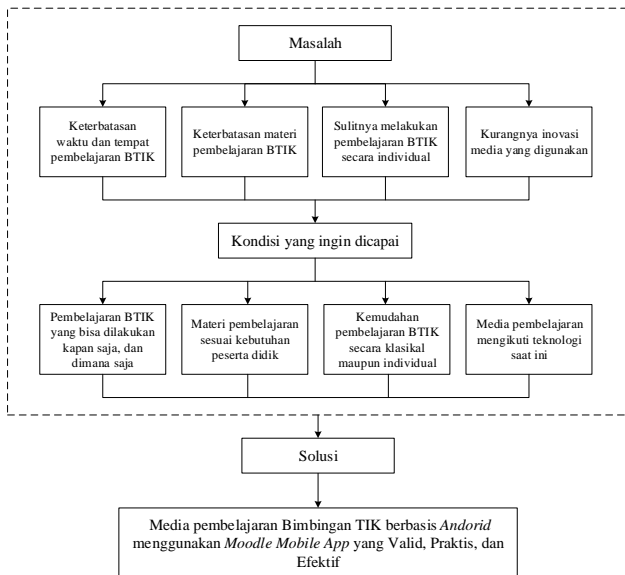 Masalah
Keterbatasan
waktu dan tempat
pembelajaran BTIK
Keterbatasan materi
pembelajaran BTIK
Sulitnya melakukan
pembelajaran BTIK
secara individual
Kurangnya inovasi
media yang digunakan
Kondisi yang ingin dicapai
Pembelajaran BTIK
yang bisa dilakukan
kapan saja, dan
dimana saja
Materi pembelajaran
sesuai kebutuhan
peserta didik
Kemudahan
pembelajaran BTIK
secara klasikal
maupun individual
Media pembelajaran
mengikuti teknologi
saat ini
Solusi
Media pembelajaran Bimbingan TIK berbasis Andorid
menggunakan Moodle Mobile App yang Valid, Praktis, dan
Efektif